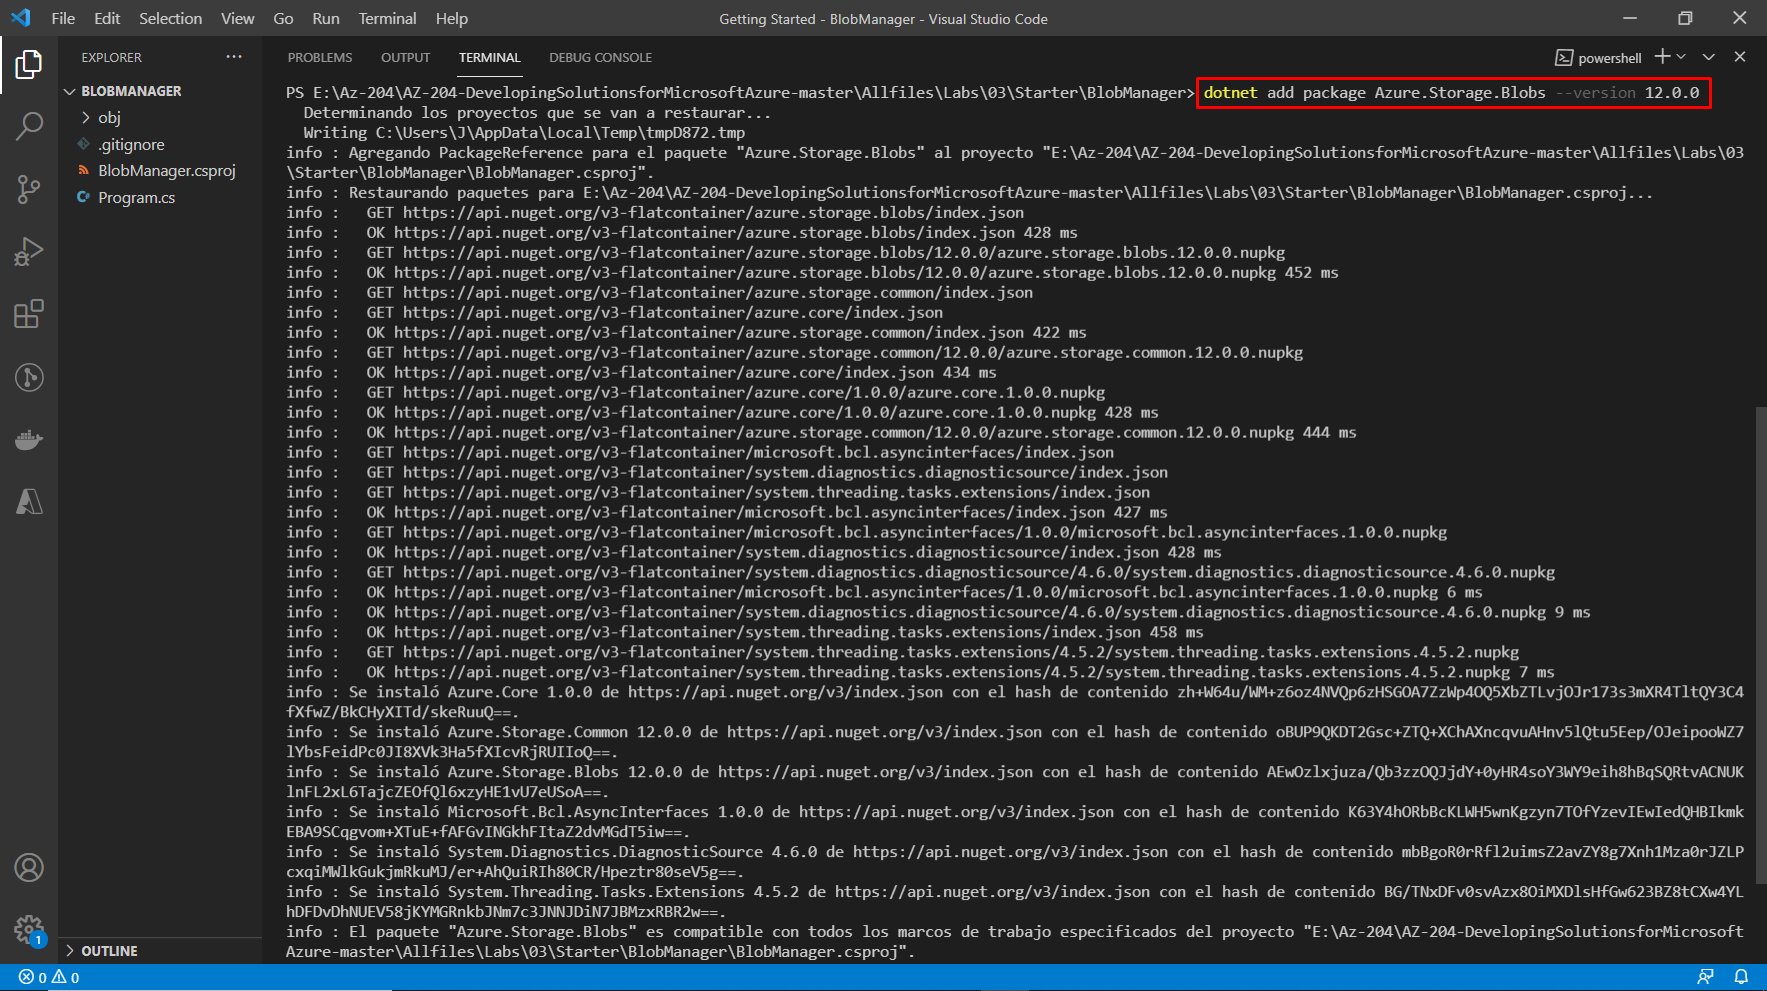 File Edit Selection View Go Run Terminal Help
Getting Started - BlobManager - Visual Studio Code
EXPLORER
BLOBMANAGER
obj
.gitignore
BlobManager.csproj
Program.cs
OUTLINE
PROBLEMS OUTPUT TERMINAL DEBUG CONSOLE
powershell
PS E:\Az-204\AZ-204-DevelopingSolutionsforMicrosoftAzure-master\Allfiles\Labs\03\Starter\BlobManager> dotnet add package Azure.Storage.Blobs --version 12.0.0
Determinando los proyectos que se van a restaurar...
Writing C:\Users\J\AppData\Local\Temp\tmpD872.tmp
info : Agregando PackageReference para el paquete "Azure.Storage.Blobs" al proyecto "E:\Az-204\AZ-204-DevelopingSolutionsforMicrosoftAzure-master\Allfiles\Labs\03
\Starter\BlobManager\BlobManager.csproj".
info : Restaurando paquetes para E:\Az-204\AZ-204-DevelopingSolutionsforMicrosoftAzure-master\Allfiles\Labs\03\Starter\BlobManager\BlobManager.csproj...
info :   GET https://api.nuget.org/v3-flatcontainer/azure.storage.blobs/index.json
info :   OK https://api.nuget.org/v3-flatcontainer/azure.storage.blobs/index.json 428 ms
info :   GET https://api.nuget.org/v3-flatcontainer/azure.storage.blobs/12.0.0/azure.storage.blobs.12.0.0.nupkg
info :   OK https://api.nuget.org/v3-flatcontainer/azure.storage.blobs/12.0.0/azure.storage.blobs.12.0.0.nupkg 452 ms
info :   GET https://api.nuget.org/v3-flatcontainer/azure.storage.common/index.json
info :   GET https://api.nuget.org/v3-flatcontainer/azure.core/index.json
info :   OK https://api.nuget.org/v3-flatcontainer/azure.storage.common/index.json 422 ms
info :   GET https://api.nuget.org/v3-flatcontainer/azure.storage.common/12.0.0/azure.storage.common.12.0.0.nupkg
info :   OK https://api.nuget.org/v3-flatcontainer/azure.core/index.json 434 ms
info :   GET https://api.nuget.org/v3-flatcontainer/azure.core/1.0.0/azure.core.1.0.0.nupkg
info :   OK https://api.nuget.org/v3-flatcontainer/azure.core/1.0.0/azure.core.1.0.0.nupkg 428 ms
info :   OK https://api.nuget.org/v3-flatcontainer/azure.storage.common/12.0.0/azure.storage.common.12.0.0.nupkg 444 ms
info :   GET https://api.nuget.org/v3-flatcontainer/microsoft.bcl.asyncinterfaces/index.json
info :   GET https://api.nuget.org/v3-flatcontainer/system.diagnostics.diagnosticsource/index.json
info :   GET https://api.nuget.org/v3-flatcontainer/system.threading.tasks.extensions/index.json
info :   OK https://api.nuget.org/v3-flatcontainer/microsoft.bcl.asyncinterfaces/index.json 427 ms
info :   GET https://api.nuget.org/v3-flatcontainer/microsoft.bcl.asyncinterfaces/1.0.0/microsoft.bcl.asyncinterfaces.1.0.0.nupkg
info :   OK https://api.nuget.org/v3-flatcontainer/system.diagnostics.diagnosticsource/index.json 428 ms
info :   GET https://api.nuget.org/v3-flatcontainer/system.diagnostics.diagnosticsource/4.6.0/system.diagnostics.diagnosticsource.4.6.0.nupkg
info :   OK https://api.nuget.org/v3-flatcontainer/microsoft.bcl.asyncinterfaces/1.0.0/microsoft.bcl.asyncinterfaces.1.0.0.nupkg 6 ms
info :   OK https://api.nuget.org/v3-flatcontainer/system.diagnostics.diagnosticsource/4.6.0/system.diagnostics.diagnosticsource.4.6.0.nupkg 9 ms
info :   OK https://api.nuget.org/v3-flatcontainer/system.threading.tasks.extensions/index.json 458 ms
info :   GET https://api.nuget.org/v3-flatcontainer/system.threading.tasks.extensions/4.5.2/system.threading.tasks.extensions.4.5.2.nupkg
info :   OK https://api.nuget.org/v3-flatcontainer/system.threading.tasks.extensions/4.5.2/system.threading.tasks.extensions.4.5.2.nupkg 7 ms
info : Se instaló Azure.Core 1.0.0 de https://api.nuget.org/v3/index.json con el hash de contenido zh+W64u/WM+z6oz4NVQp6zHSGOA7ZzWp4OQ5XbZTLvjOJr173s3mXR4TltQY3C4
fXfwZ/BkCHyXITd/skeRuuQ==.
info : Se instaló Azure.Storage.Common 12.0.0 de https://api.nuget.org/v3/index.json con el hash de contenido oBUP9QKDT2Gsc+ZTQ+XChAXncqvuAHnv5lQtu5Eep/OJeipooWZ7
lYbsFeidPc0JI8XVk3Ha5fXIcvRjRUIIoQ==.
info : Se instaló Azure.Storage.Blobs 12.0.0 de https://api.nuget.org/v3/index.json con el hash de contenido AEwOzlxjuza/Qb3zzOQJjdY+0yHR4soY3WY9eih8hBqSQRtvACNUK
lnFL2xL6TajcZEOfQl6xzyHE1vU7eUSoA==.
info : Se instaló Microsoft.Bcl.AsyncInterfaces 1.0.0 de https://api.nuget.org/v3/index.json con el hash de contenido K63Y4hORbBcKLWH5wnKgzyn7TOfYzevIEwIedQHBIkmk
EBA9SCqgvom+XTuE+fAFGvINGkhFItaZ2dvMGdT5iw==.
info : Se instaló System.Diagnostics.DiagnosticSource 4.6.0 de https://api.nuget.org/v3/index.json con el hash de contenido mbBgoR0rRfl2uimsZ2avZY8g7Xnh1Mza0rJZLP
cxqiMWlkGukjmRkuMJ/er+AhQuiRIh80CR/Hpeztr80seV5g==.
info : Se instaló System.Threading.Tasks.Extensions 4.5.2 de https://api.nuget.org/v3/index.json con el hash de contenido BG/TNxDFv0svAzx8OiMXDlsHfGw623BZ8tCXw4YL
hDFDvDhNUEV58jKYMGRnkbJNm7c3JNNJDiN7JBMzxRBR2w==.
info : El paquete "Azure.Storage.Blobs" es compatible con todos los marcos de trabajo especificados del proyecto "E:\Az-204\AZ-204-DevelopingSolutionsforMicrosoft
Azure-master\Allfiles\Labs\03\Starter\BlobManager\BlobManager.csproj".
1
0 0